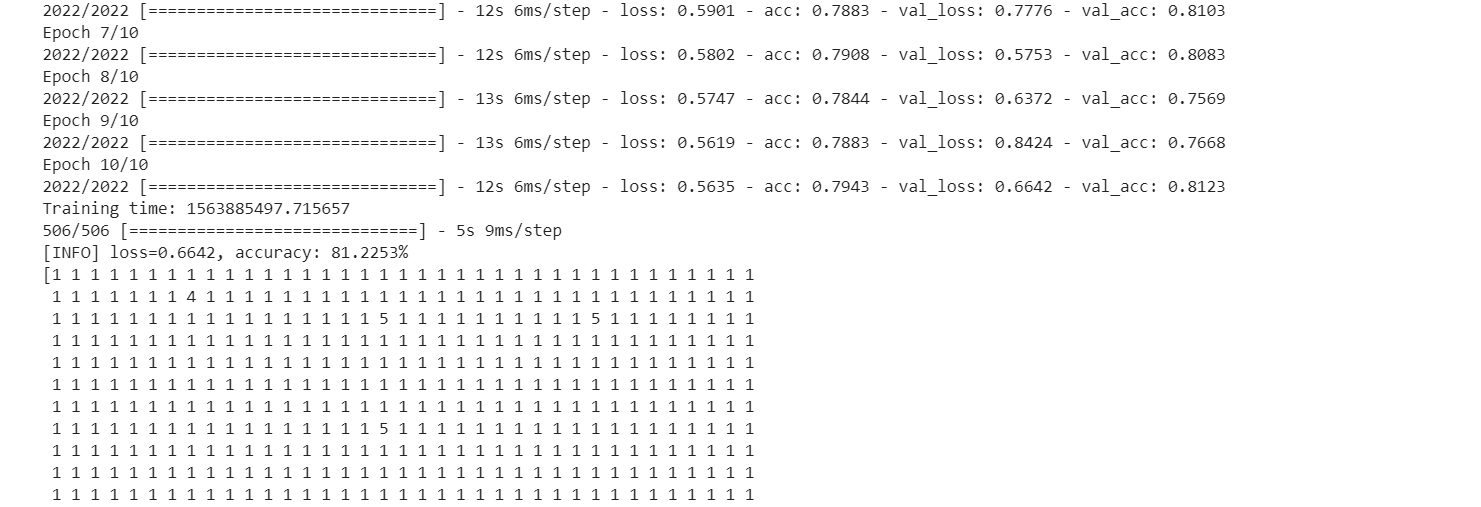 2022/2022 [==============================] - 12s 6ms/step - loss: 0.5901 - acc: 0.7883 - val_loss: 0.7776 - val_acc: 0.8103
Epoch 7/10
2022/2022 [==============================] - 12s 6ms/step - loss: 0.5802 - acc: 0.7908 - val_loss: 0.5753 - val_acc: 0.8083
Epoch 8/10
2022/2022 [==============================] - 13s 6ms/step - loss: 0.5747 - acc: 0.7844 - val_loss: 0.6372 - val_acc: 0.7569
Epoch 9/10
2022/2022 [==============================] - 13s 6ms/step - loss: 0.5619 - acc: 0.7883 - val_loss: 0.8424 - val_acc: 0.7668
Epoch 10/10
2022/2022 [==============================] - 12s 6ms/step - loss: 0.5635 - acc: 0.7943 - val_loss: 0.6642 - val_acc: 0.8123
Training time: 1563885497.715657
506/506 [==============================] - 5s 9ms/step
[INFO] loss=0.6642, accuracy: 81.2253%
[1 1 1 1 1 1 1 1 1 1 1 1 1 1 1 1 1 1 1 1 1 1 1 1 1 1 1 1 1 1 1 1 1 1 1 1 1
1 1 1 1 1 1 1 4 1 1 1 1 1 1 1 1 1 1 1 1 1 1 1 1 1 1 1 1 1 1 1 1 1 1 1 1 1
1 1 1 1 1 1 1 1 1 1 1 1 1 1 1 1 1 5 1 1 1 1 1 1 1 1 1 1 5 1 1 1 1 1 1 1 1
1 1 1 1 1 1 1 1 1 1 1 1 1 1 1 1 1 1 1 1 1 1 1 1 1 1 1 1 1 1 1 1 1 1 1 1 1
1 1 1 1 1 1 1 1 1 1 1 1 1 1 1 1 1 1 1 1 1 1 1 1 1 1 1 1 1 1 1 1 1 1 1 1 1
1 1 1 1 1 1 1 1 1 1 1 1 1 1 1 1 1 1 1 1 1 1 1 1 1 1 1 1 1 1 1 1 1 1 1 1 1
1 1 1 1 1 1 1 1 1 1 1 1 1 1 1 1 1 1 1 1 1 1 1 1 1 1 1 1 1 1 1 1 1 1 1 1 1
1 1 1 1 1 1 1 1 1 1 1 1 1 1 1 1 1 5 1 1 1 1 1 1 1 1 1 1 1 1 1 1 1 1 1 1 1
1 1 1 1 1 1 1 1 1 1 1 1 1 1 1 1 1 1 1 1 1 1 1 1 1 1 1 1 1 1 1 1 1 1 1 1 1
1 1 1 1 1 1 1 1 1 1 1 1 1 1 1 1 1 1 1 1 1 1 1 1 1 1 1 1 1 1 1 1 1 1 1 1 1
1 1 1 1 1 1 1 1 1 1 1 1 1 1 1 1 1 1 1 1 1 1 1 1 1 1 1 1 1 1 1 1 1 1 1 1 1